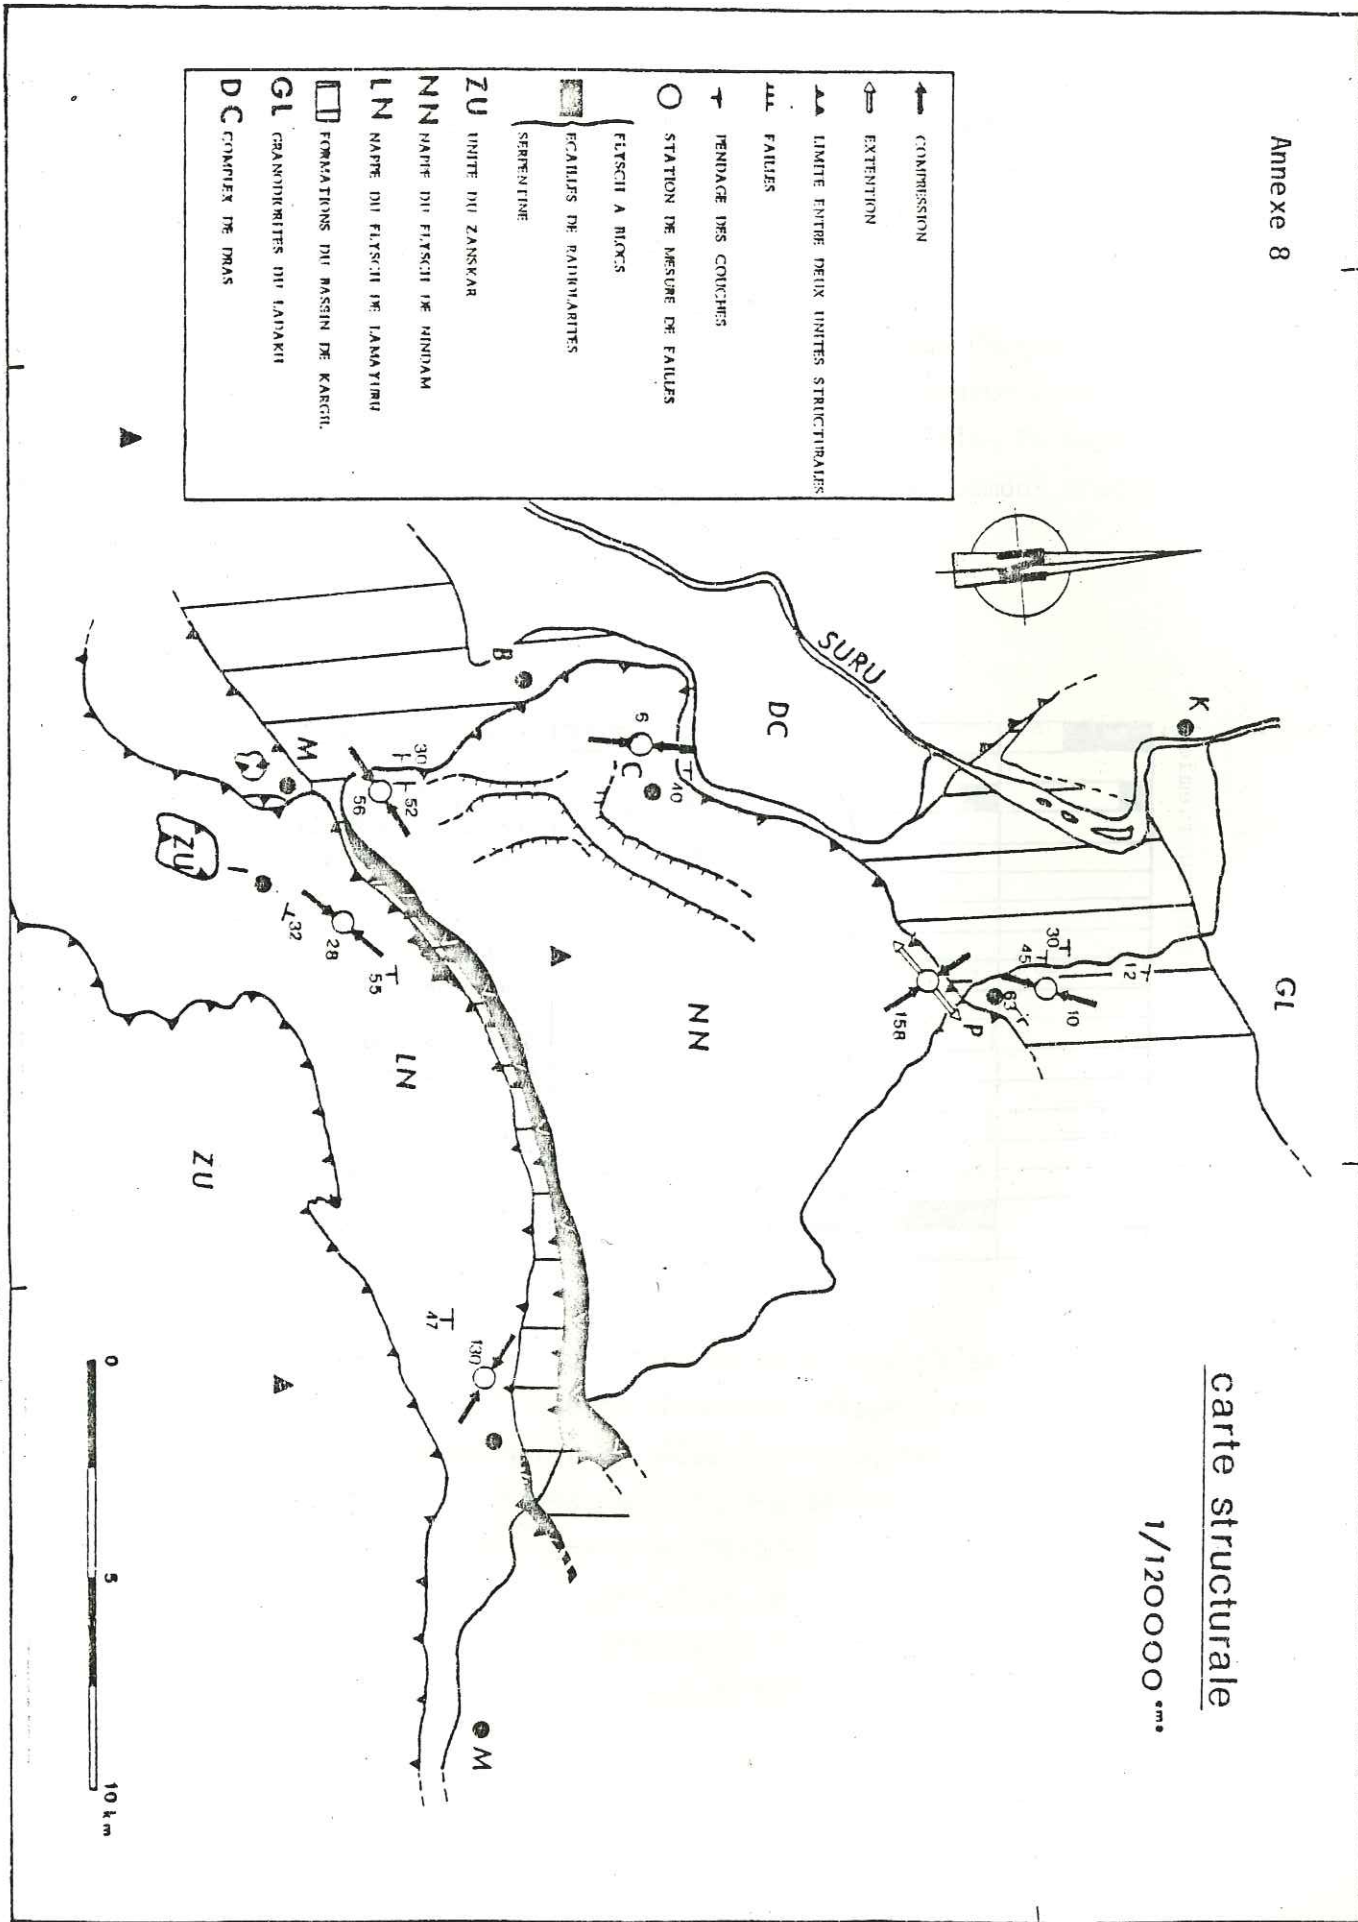 Annexe 8
carte structurale
1/120000 eme
COMPRESSION
EXTENTION
LIMITE ENTRE DEUX UNITES STRUCTURALES
FAILLES
PENDAGE DES COUCHES
STATION DE MESURE DE FAILLES
FLYSCH A BLOCS
ECAILLES DE RADIOLARITES
SERPENTINE
ZU UNITE DU ZANSKAR
NN NAPPE DU FLYSCH DE NINDAM
LN NAPPE DU FLYSCH DE LAMAYURU
FORMATIONS DU BASSIN DE KARGIL
GL GRANODIORITES DU LADAKH
DC COMPLEX DE DRAS
K
GL
SURU
12
30
45
10
63
P
158
DC
40
6
C
B
NN
30
52
56
M
ZU
I
32
28
55
LN
ZU
47
130
M
0
5
10 km